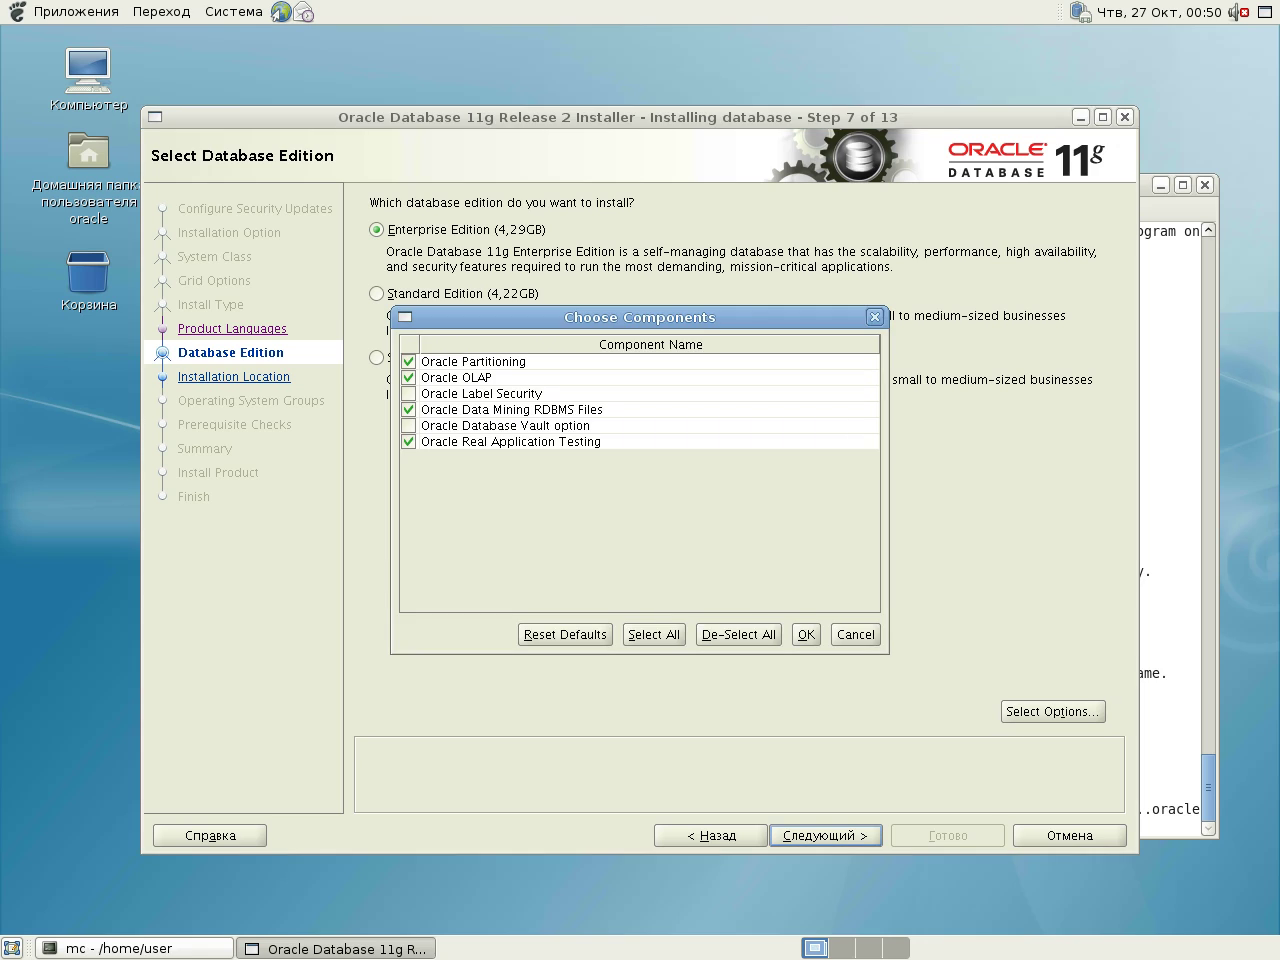 Приложения Переход Система
Чтв, 27 Окт, 00:50
Компьютер
Домашняя папк
пользователя
oracle
Корзина
Oracle Database 11g Release 2 Installer - Installing database - Step 7 of 13
Select Database Edition
ORACLE
DATABASE 11g
Configure Security Updates
Installation Option
System Class
Grid Options
Install Type
Product Languages
Database Edition
Installation Location
Operating System Groups
Prerequisite Checks
Summary
Install Product
Finish
Which database edition do you want to install?
Enterprise Edition (4,29GB)
Oracle Database 11g Enterprise Edition is a self-managing database that has the scalability, performance, high availability,
and security features required to run the most demanding, mission-critical applications.
Standard Edition (4,22GB)
to medium-sized businesses
small to medium-sized businesses
Choose Components
Component Name
Oracle Partitioning
Oracle OLAP
Oracle Label Security
Oracle Data Mining RDBMS Files
Oracle Database Vault option
Oracle Real Application Testing
Reset Defaults
Select All
De-Select All
OK
Cancel
Select Options...
Справка
< Назад
Следующий >
Готово
Отмена
ogram on
y.
ame.
..oracle
mc - /home/user
Oracle Database 11g R...